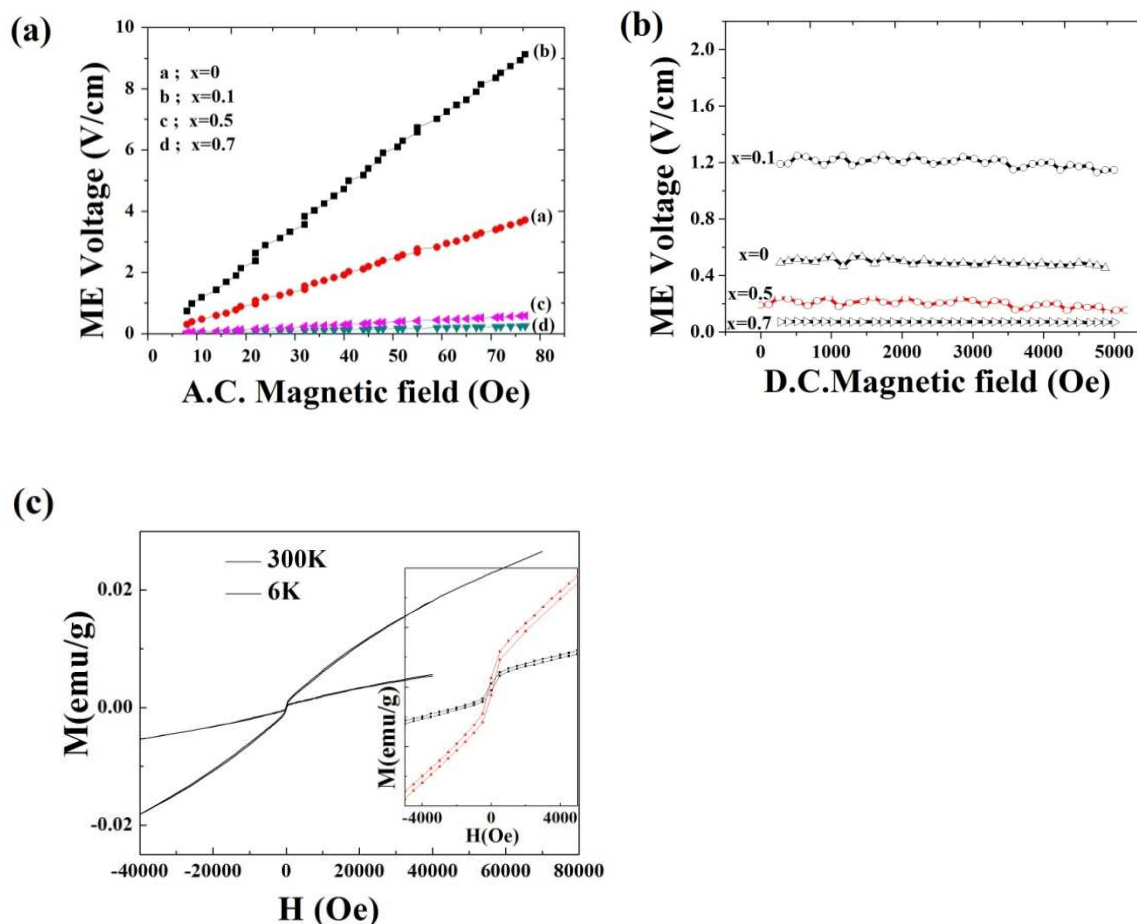 (a)
ME Voltage (V/cm)
10
8
6
4
2
0
a ; x=0
b ; x=0.1
c ; x=0.5
d ; x=0.7
(b)
(a)
(c)
(d)
0 10 20 30 40 50 60 70 80
A.C. Magnetic field (Oe)
(b)
ME Voltage (V/cm)
2.0
1.6
1.2
0.8
0.4
0.0
x=0.1
x=0
x=0.5
x=0.7
0 1000 2000 3000 4000 5000
D.C.Magnetic field (Oe)
(c)
M(emu/g)
0.02
0.00
-0.02
300K
6K
M(emu/g)
-4000 0 4000
H(Oe)
-40000 -20000 0 20000 40000 60000 80000
H (Oe)